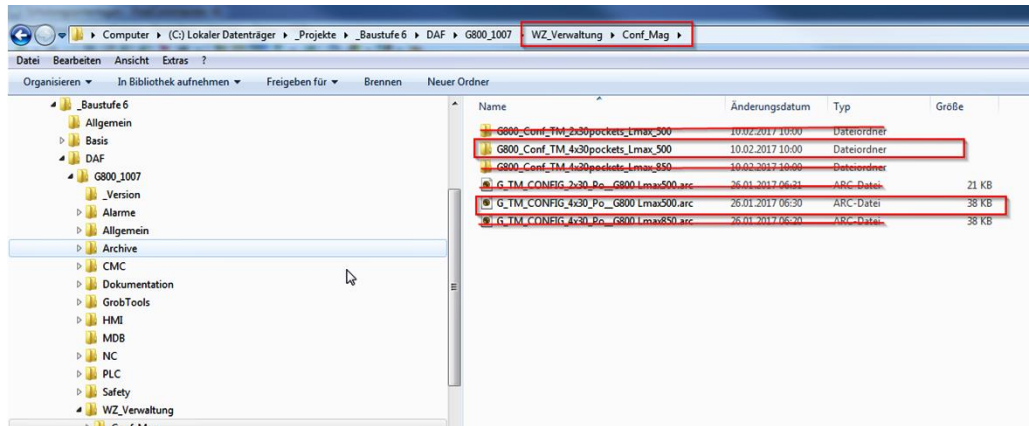 Computer ▸ (C:) Lokaler Datenträger ▸ _Projekte ▸ _Baustufe 6 ▸ DAF ▸ G800_1007 ▸ WZ_Verwaltung ▸ Conf_Mag ▸
Datei Bearbeiten Ansicht Extras ?
Organisieren ▾ In Bibliothek aufnehmen ▾ Freigeben für ▾ Brennen Neuer Ordner
_Baustufe 6
Allgemein
Basis
DAF
G800_1007
_Version
Alarme
Allgemein
Archive
CMC
Dokumentation
GrobTools
HMI
MDB
NC
PLC
Safety
WZ_Verwaltung
Name Änderungsdatum Typ Größe
G800_Conf_TM_2x30pockets_Lmax_500 10.02.2017 10:00 Dateiordner
G800_Conf_TM_4x30pockets_Lmax_500 10.02.2017 10:00 Dateiordner
G800_Conf_TM_4x30pockets_Lmax_850 10.02.2017 10:00 Dateiordner
G_TM_CONFIG_2x30_Po__G800 Lmax500.arc 26.01.2017 06:31 ARC-Datei 21 KB
G_TM_CONFIG_4x30_Po__G800 Lmax500.arc 26.01.2017 06:30 ARC-Datei 38 KB
G_TM_CONFIG_4x30_Po__G800 Lmax850.arc 26.01.2017 06:20 ARC-Datei 38 KB